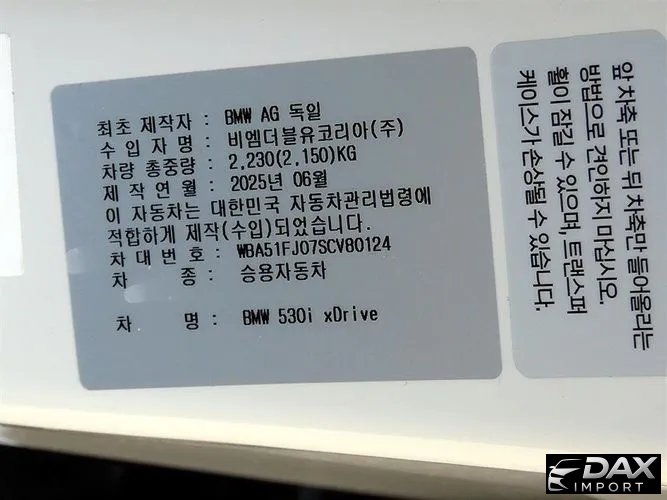 최초 제작자 : BMW AG 독일
수 입 자 명 : 비엠더블유코리아(주)
차량 총중량 : 2,230(2,150)KG
제 작 연 월 : 2025년 06월
이 자동차는 대한민국 자동차관리법령에
적합하게 제작(수입)되었습니다.
차 대 번 호 : WBA51FJ07SCV80124
차 종 : 승용자동차
차 명 : BMW 530i xDrive
앞 차축 또는 뒤 차축만 들어올리는
방법으로 견인하지 마십시오.
휠이 잠길 수 있으며, 트랜스퍼
케이스가 손상될 수 있습니다.
DAX
IMPORT